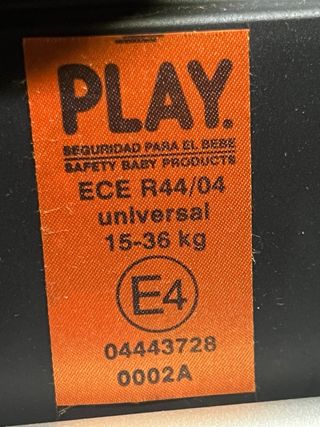 PLAY.
SEGURIDAD PARA EL BEBE
SAFETY BABY PRODUCTS
ECE R44/04
universal
15-36 kg
E4
04443728
0002A